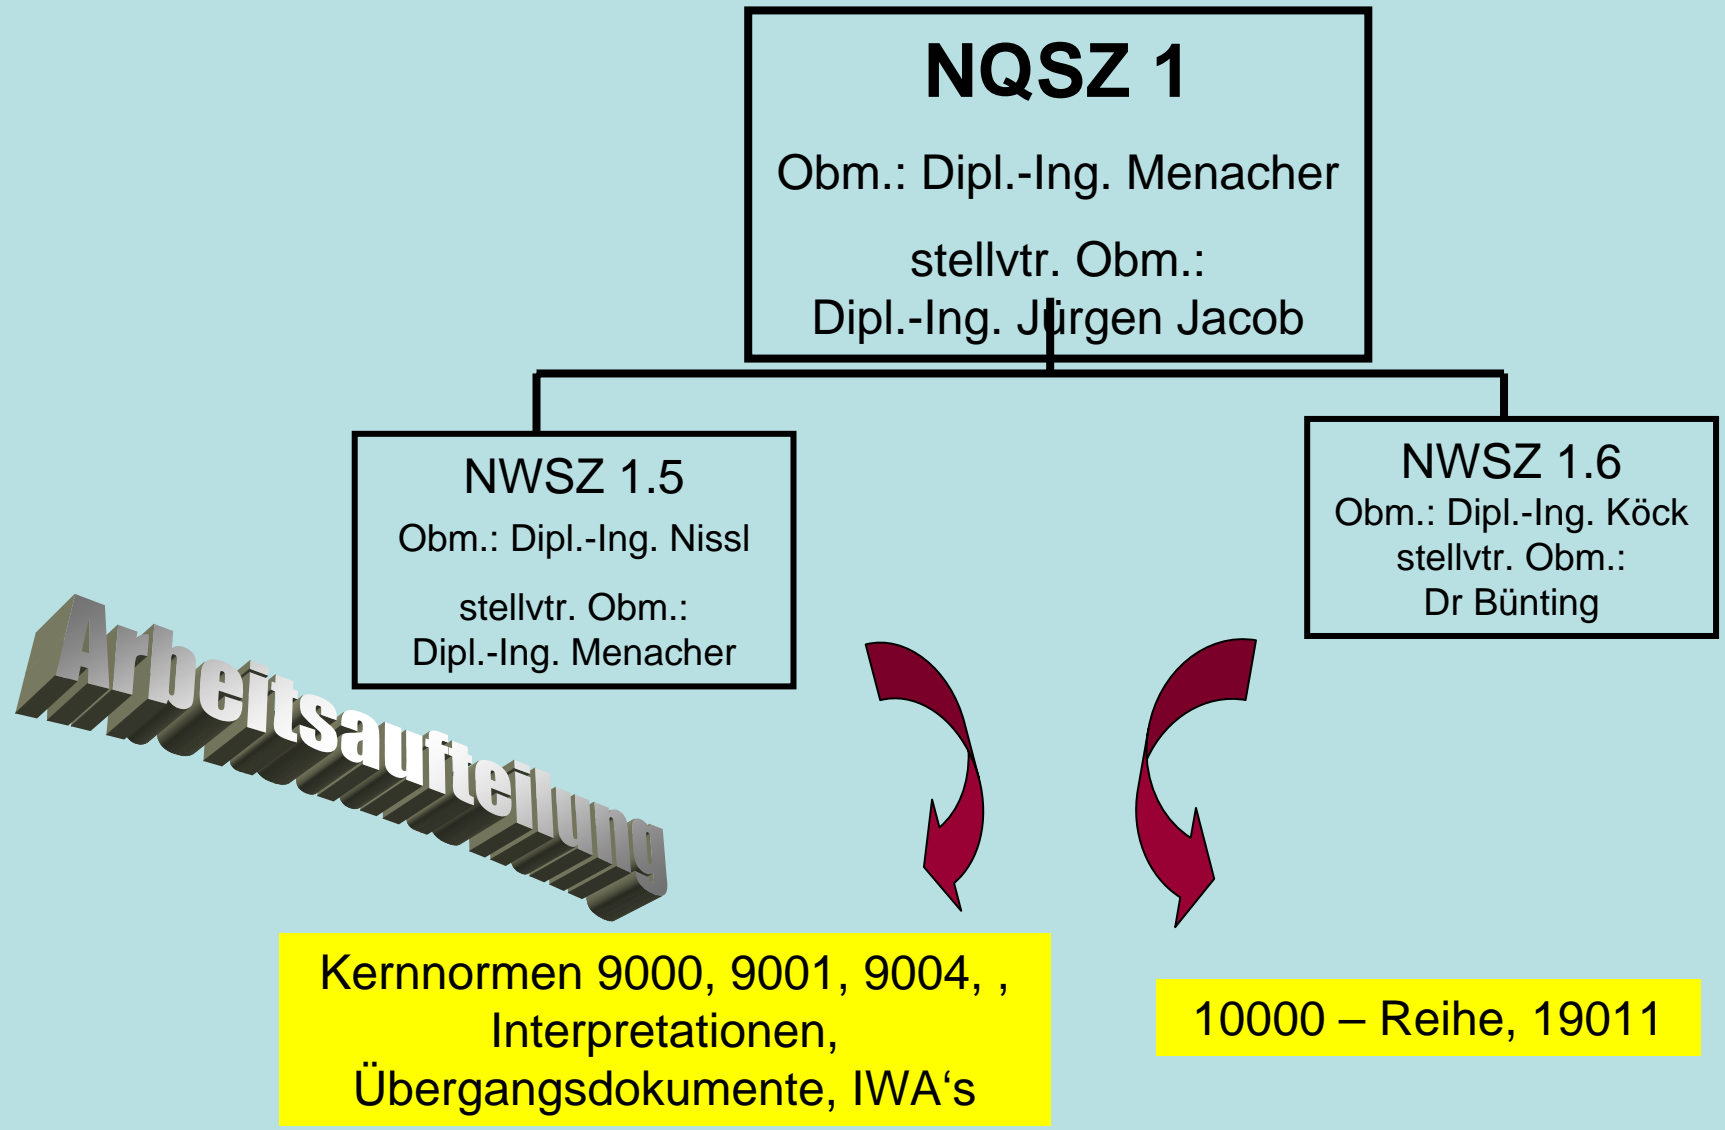 NQSZ 1
Obm.: Dipl.-Ing. Menacher
stellvtr. Obm.:
Dipl.-Ing. Jürgen Jacob
NWSZ 1.5
Obm.: Dipl.-Ing. Nissl
stellvtr. Obm.:
Dipl.-Ing. Menacher
NWSZ 1.6
Obm.: Dipl.-Ing. Köck
stellvtr. Obm.:
Dr Bünting
Arbeitsaufteilung
Kernnormen 9000, 9001, 9004, ,
Interpretationen,
Übergangsdokumente, IWA‘s
10000 – Reihe, 19011